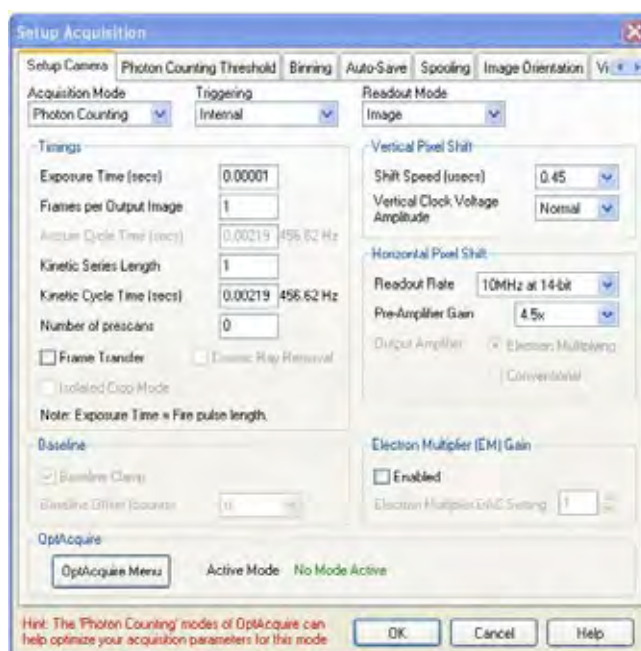 Setup Acquisition
Setup Camera Photon Counting Threshold Binning Auto-Save Spooling Image Orientation Vi
Acquisition Mode Triggering Readout Mode
Photon Counting Internal Image
Timings
Exposure Time (secs) 0.00001
Frames per Output Image 1
Accum Cycle Time (secs) 0.00219 456.62 Hz
Kinetic Series Length 1
Kinetic Cycle Time (secs) 0.00219 456.62 Hz
Number of prescans 0
Frame Transfer Cosmic Ray Removal
Isolated Crop Mode
Note: Exposure Time = Fire pulse length.
Vertical Pixel Shift
Shift Speed (usecs) 0.45
Vertical Clock Voltage
Amplitude Normal
Horizontal Pixel Shift
Readout Rate 10MHz at 14-bit
Pre-Amplifier Gain 4.5x
Output Amplifier Electron Multiplying
Conventional
Baseline
Baseline Clamp
Baseline Offset (counts)
Electron Multiplier (EM) Gain
Enabled
Electron Multiplier DAC Setting 1
OptAcquire
OptAcquire Menu Active Mode No Mode Active
Hint: The 'Photon Counting' modes of OptAcquire can
help optimize your acquisition parameters for this mode
OK Cancel Help